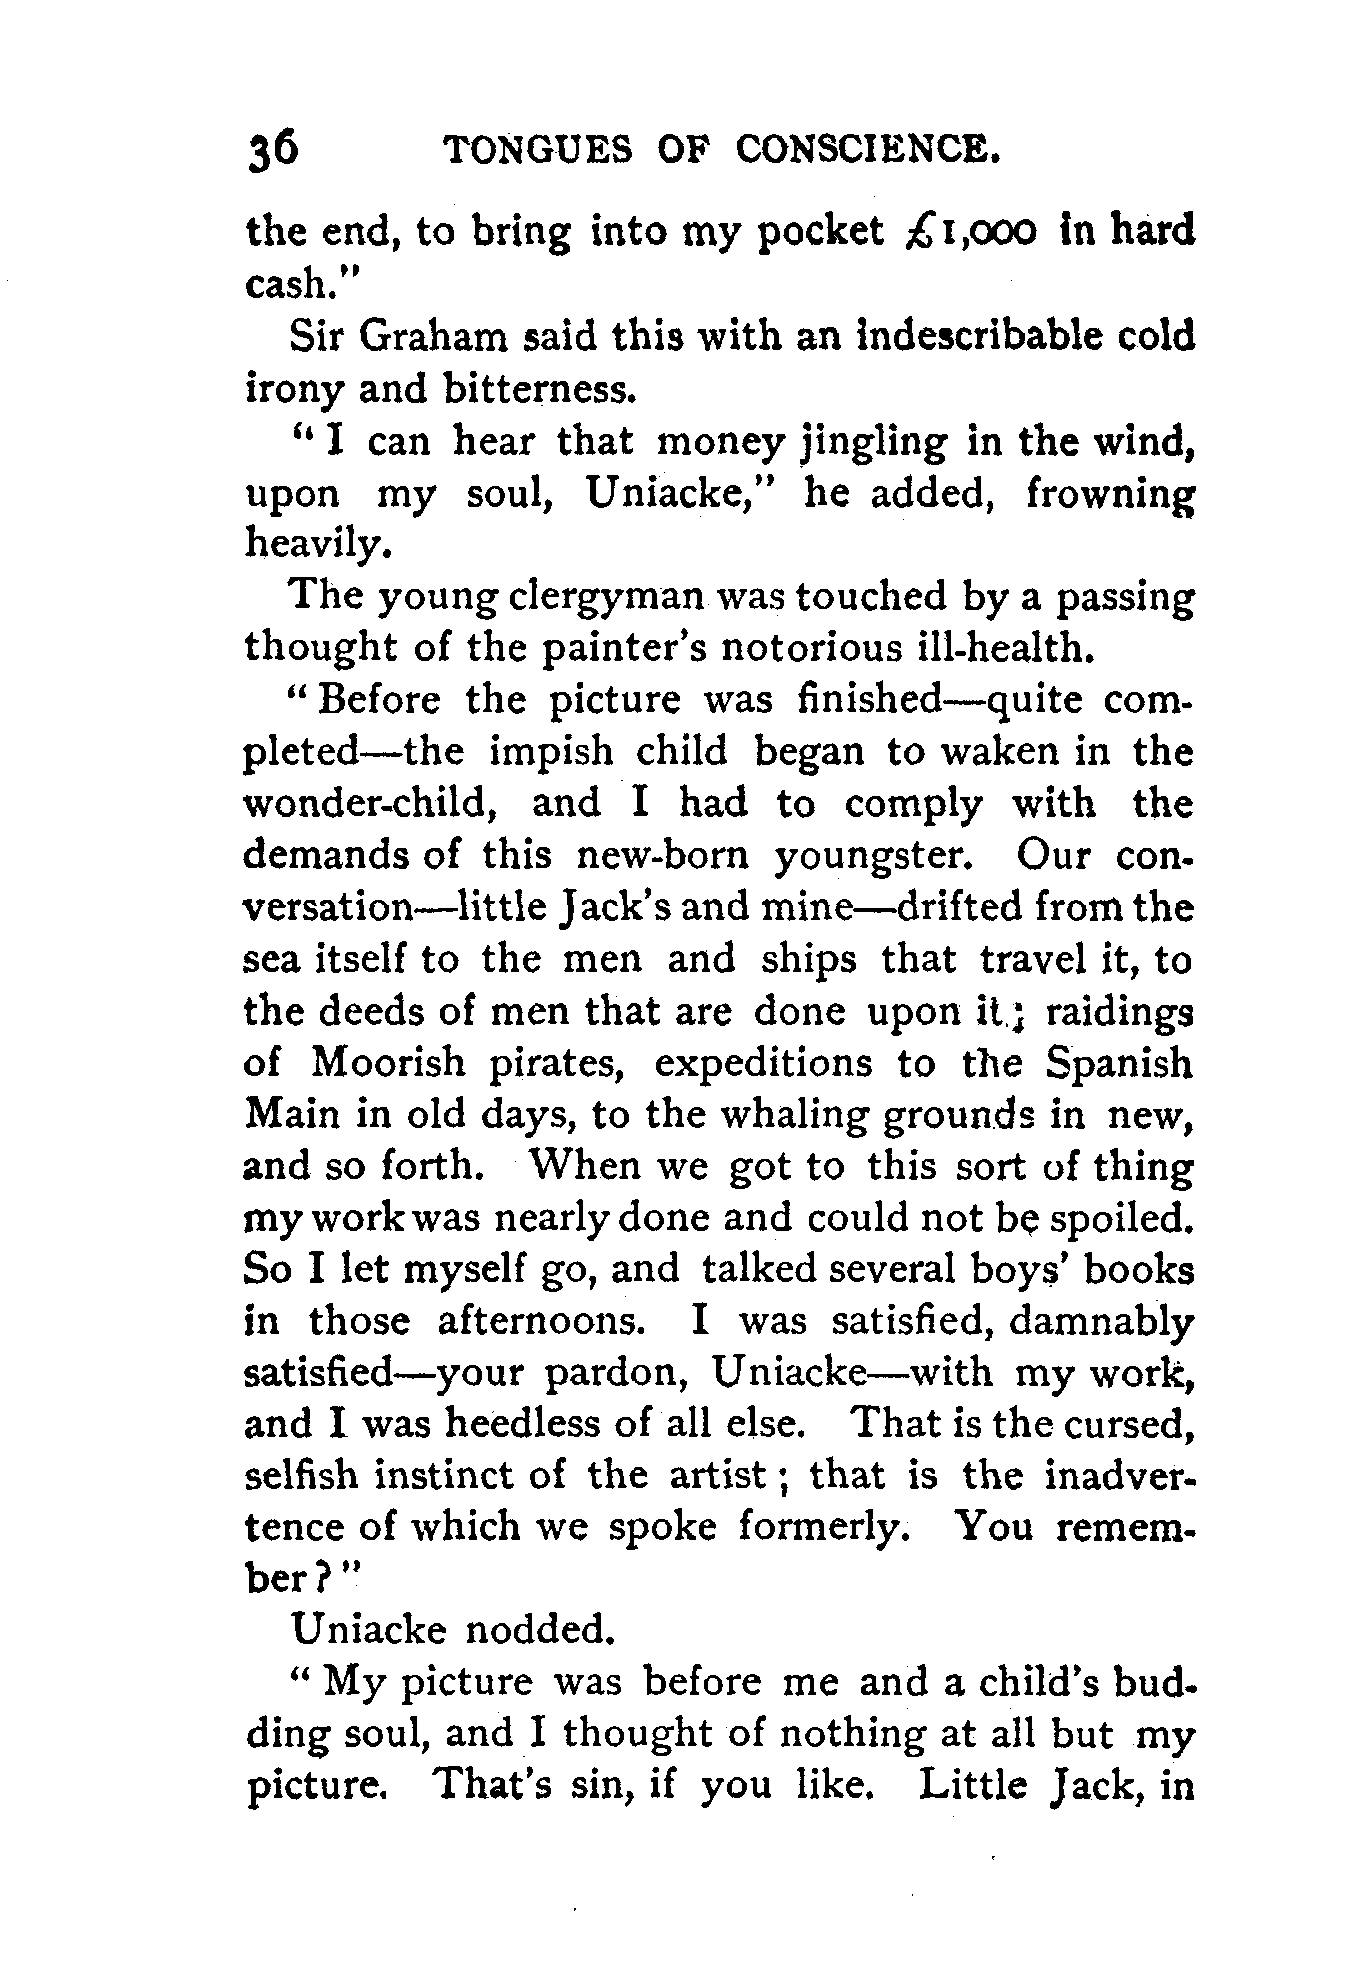 36 TONGUES OF CONSCIENCE.
the end, to bring into my pocket £1,000 in hard
cash."
Sir Graham said this with an indescribable cold
irony and bitterness.
"I can hear that money jingling in the wind,
upon my soul, Uniacke," he added, frowning
heavily.
The young clergyman was touched by a passing
thought of the painter's notorious ill-health.
"Before the picture was finished—quite com-
pleted—the impish child began to waken in the
wonder-child, and I had to comply with the
demands of this new-born youngster. Our con-
versation—little Jack's and mine—drifted from the
sea itself to the men and ships that travel it, to
the deeds of men that are done upon it; raidings
of Moorish pirates, expeditions to the Spanish
Main in old days, to the whaling grounds in new,
and so forth. When we got to this sort of thing
my work was nearly done and could not be spoiled.
So I let myself go, and talked several boys' books
in those afternoons. I was satisfied, damnably
satisfied—your pardon, Uniacke—with my work,
and I was heedless of all else. That is the cursed,
selfish instinct of the artist; that is the inadver-
tence of which we spoke formerly. You remem-
ber?"
Uniacke nodded.
"My picture was before me and a child's bud-
ding soul, and I thought of nothing at all but my
picture. That's sin, if you like. Little Jack, in